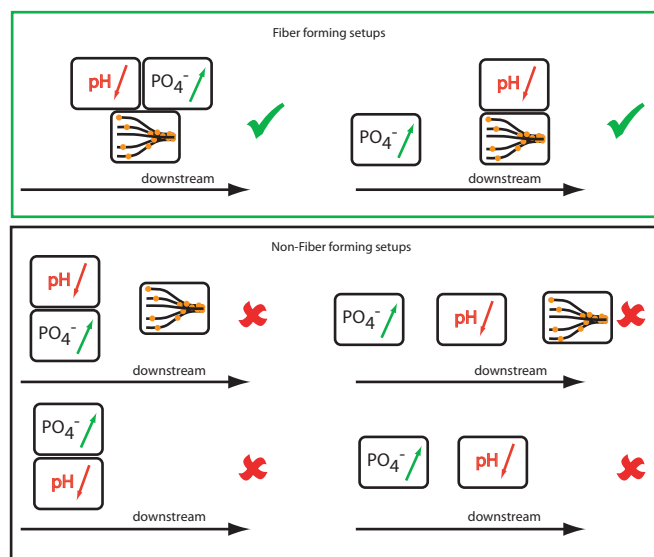 Fiber forming setups
pH PO₄⁻
pH
PO₄⁻
downstream downstream
Non-Fiber forming setups
pH
PO₄⁻
PO₄⁻ pH
downstream downstream
PO₄⁻
pH
PO₄⁻ pH
downstream downstream